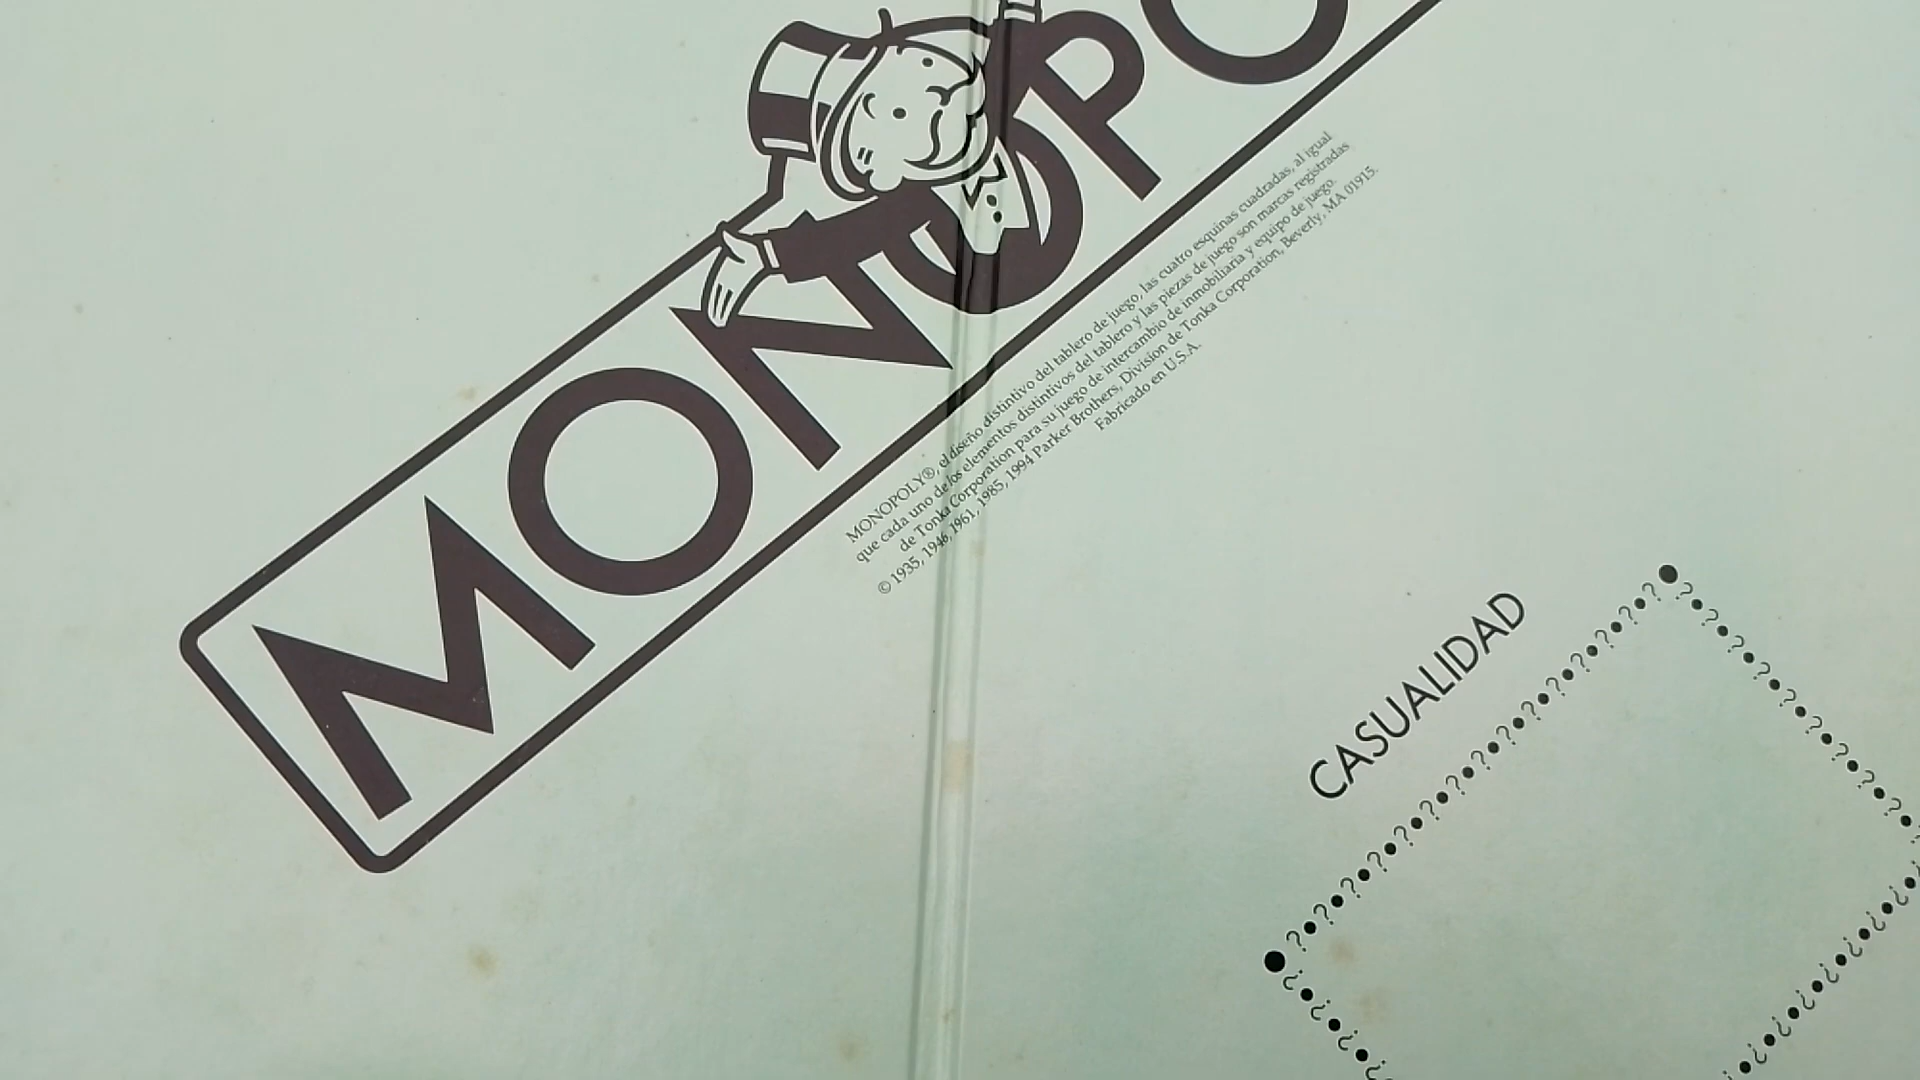 MONOPO
MONOPOLY®, el diseño distintivo del tablero de juego, las cuatro esquinas cuadradas, al igual
que cada uno de los elementos distintivos del tablero y las piezas de juego son marcas registradas
de Tonka Corporation para su juego de intercambio de inmobiliaria y equipo de juego.
© 1935, 1946, 1961, 1985, 1994 Parker Brothers, Division de Tonka Corporation, Beverly, MA 01915.
Fabricado en U.S.A.
CASUALIDAD